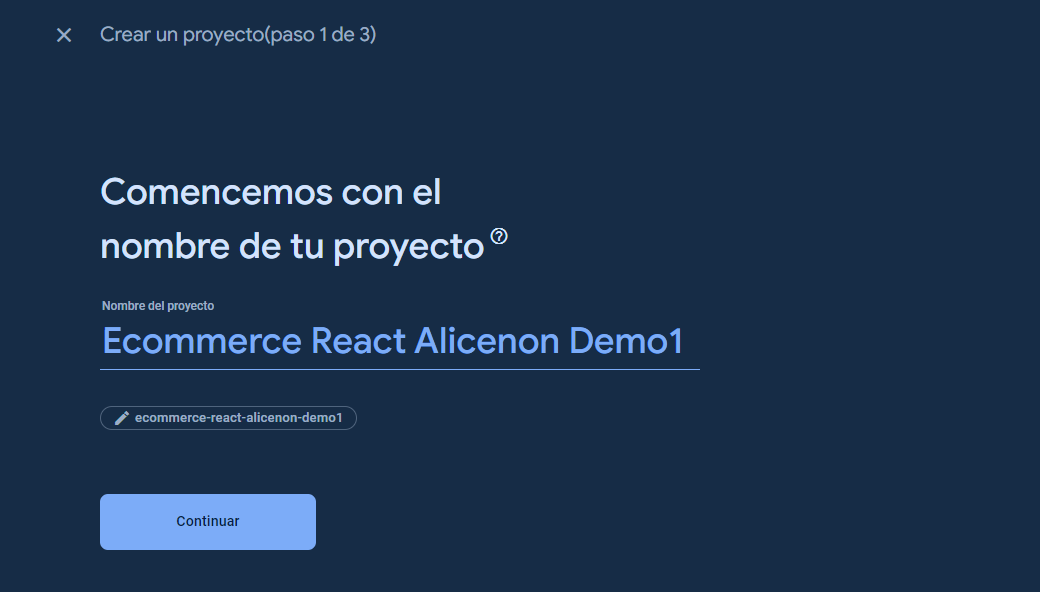 Crear un proyecto(paso 1 de 3)
Comencemos con el
nombre de tu proyecto
Nombre del proyecto
Ecommerce React Alicenon Demo1
ecommerce-react-alicenon-demo1
Continuar